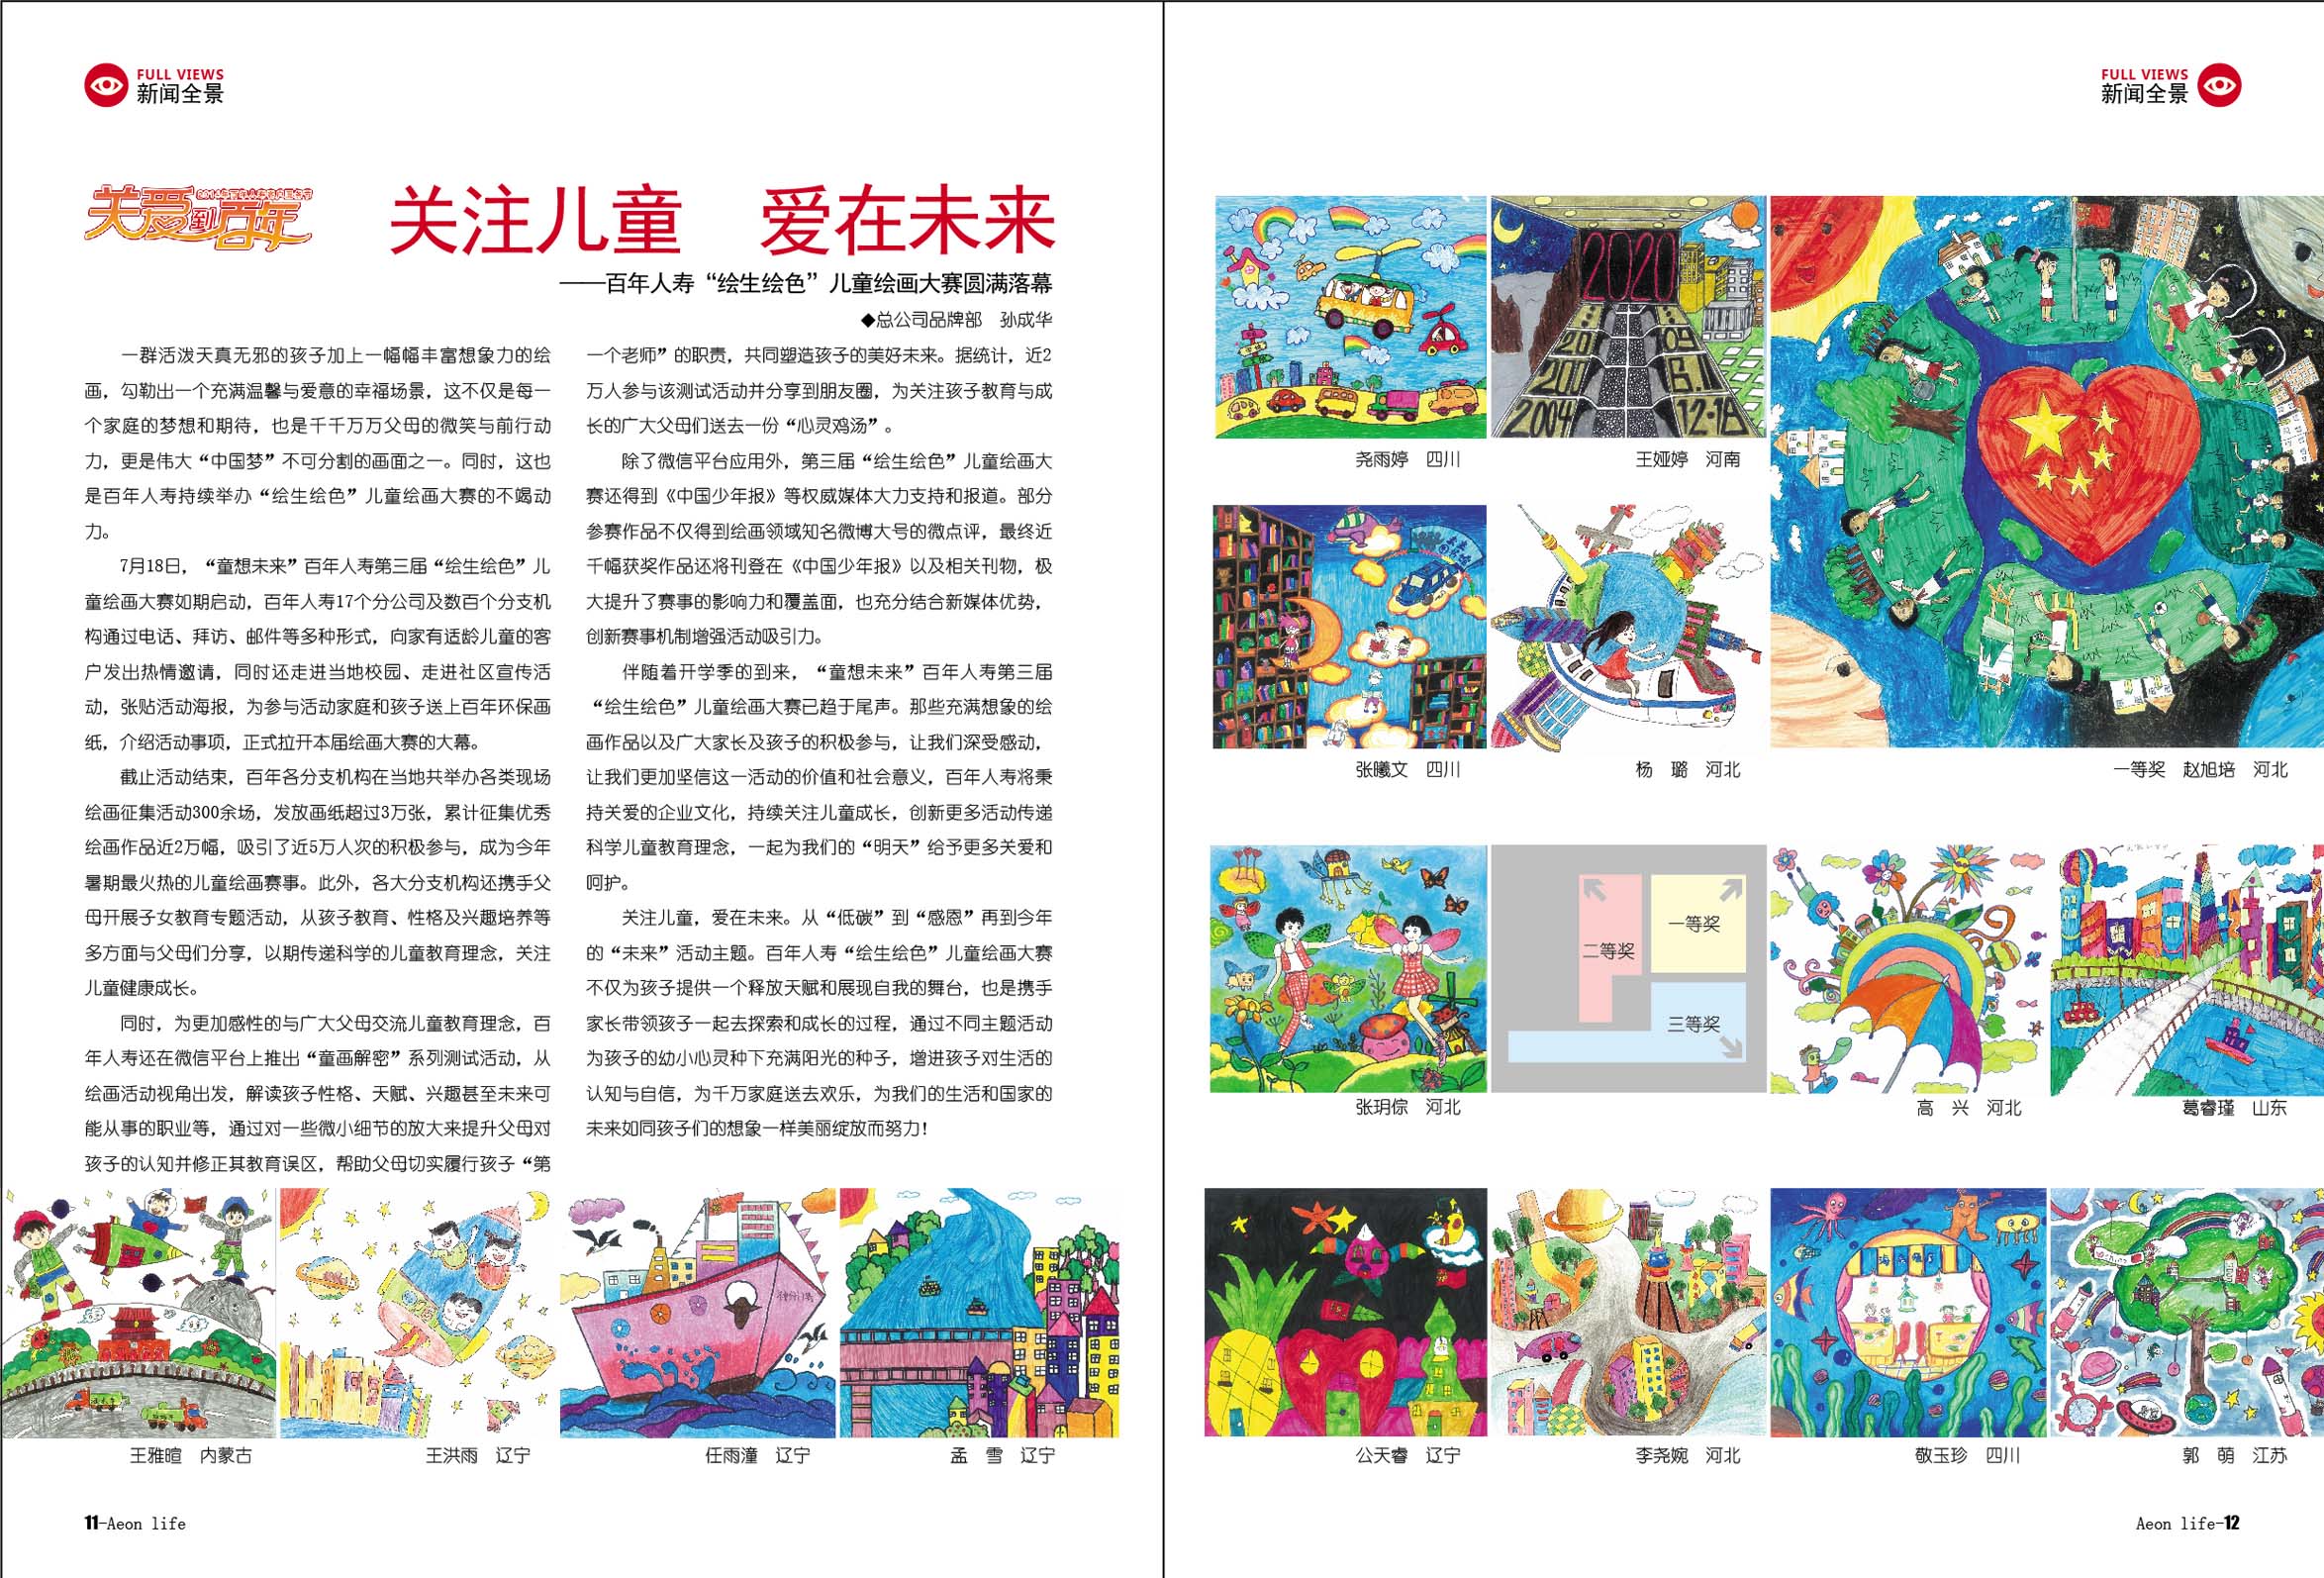 FULL VIEWS
新闻全景
关爱到百年
关注儿童　爱在未来
——百年人寿“绘生绘色”儿童绘画大赛圆满落幕
◆总公司品牌部　孙成华
一群活泼天真无邪的孩子加上一幅幅丰富想象力的绘
画，勾勒出一个充满温馨与爱意的幸福场景，这不仅是每一
个家庭的梦想和期待，也是千千万万父母的微笑与前行动
力，更是伟大“中国梦”不可分割的画面之一。同时，这也
是百年人寿持续举办“绘生绘色”儿童绘画大赛的不竭动
力。
7月18日，“童想未来”百年人寿第三届“绘生绘色”儿
童绘画大赛如期启动，百年人寿17个分公司及数百个分支机
构通过电话、拜访、邮件等多种形式，向家有适龄儿童的客
户发出热情邀请，同时还走进当地校园、走进社区宣传活
动，张贴活动海报，为参与活动家庭和孩子送上百年环保画
纸，介绍活动事项，正式拉开本届绘画大赛的大幕。
截止活动结束，百年各分支机构在当地共举办各类现场
绘画征集活动300余场，发放画纸超过3万张，累计征集优秀
绘画作品近2万幅，吸引了近5万人次的积极参与，成为今年
暑期最火热的儿童绘画赛事。此外，各大分支机构还携手父
母开展子女教育专题活动，从孩子教育、性格及兴趣培养等
多方面与父母们分享，以期传递科学的儿童教育理念，关注
儿童健康成长。
同时，为更加感性的与广大父母交流儿童教育理念，百
年人寿还在微信平台上推出“童画解密”系列测试活动，从
绘画活动视角出发，解读孩子性格、天赋、兴趣甚至未来可
能从事的职业等，通过对一些微小细节的放大来提升父母对
孩子的认知并修正其教育误区，帮助父母切实履行孩子“第
一个老师”的职责，共同塑造孩子的美好未来。据统计，近2
万人参与该测试活动并分享到朋友圈，为关注孩子教育与成
长的广大父母们送去一份“心灵鸡汤”。
除了微信平台应用外，第三届“绘生绘色”儿童绘画大
赛还得到《中国少年报》等权威媒体大力支持和报道。部分
参赛作品不仅得到绘画领域知名微博大号的微点评，最终近
千幅获奖作品还将刊登在《中国少年报》以及相关刊物，极
大提升了赛事的影响力和覆盖面，也充分结合新媒体优势，
创新赛事机制增强活动吸引力。
伴随着开学季的到来，“童想未来”百年人寿第三届
“绘生绘色”儿童绘画大赛已趋于尾声。那些充满想象的绘
画作品以及广大家长及孩子的积极参与，让我们深受感动，
让我们更加坚信这一活动的价值和社会意义，百年人寿将秉
持关爱的企业文化，持续关注儿童成长，创新更多活动传递
科学儿童教育理念，一起为我们的“明天”给予更多关爱和
呵护。
关注儿童，爱在未来。从“低碳”到“感恩”再到今年
的“未来”活动主题。百年人寿“绘生绘色”儿童绘画大赛
不仅为孩子提供一个释放天赋和展现自我的舞台，也是携手
家长带领孩子一起去探索和成长的过程，通过不同主题活动
为孩子的幼小心灵种下充满阳光的种子，增进孩子对生活的
认知与自信，为千万家庭送去欢乐，为我们的生活和国家的
未来如同孩子们的想象一样美丽绽放而努力！
王雅暄　内蒙古
王洪雨　辽宁
任雨潼　辽宁
孟　雪　辽宁
11-Aeon life
FULL VIEWS
新闻全景
2021
2004
12·18
尧雨婷　四川
王娅婷　河南
张曦文　四川
杨　璐　河北
一等奖　赵旭培　河北
二等奖
一等奖
三等奖
张玥倧　河北
高　兴　河北
葛睿瑾　山东
公天睿　辽宁
李尧婉　河北
敬玉珍　四川
郭　萌　江苏
Aeon life-12